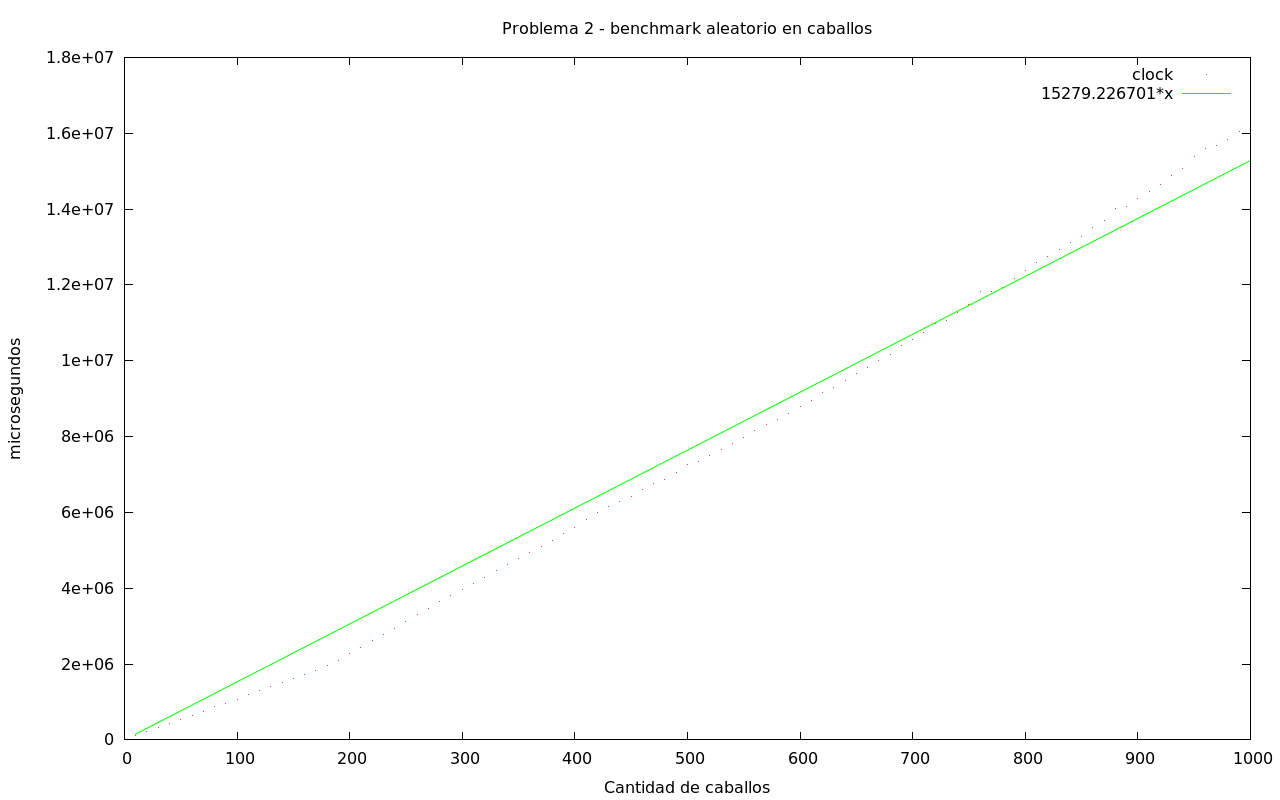 Problema 2 - benchmark aleatorio en caballos
1.8e+07
1.6e+07
1.4e+07
1.2e+07
1e+07
8e+06
6e+06
4e+06
2e+06
0
clock
15279.226701*x
microsegundos
0 100 200 300 400 500 600 700 800 900 1000
Cantidad de caballos